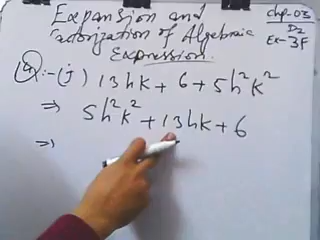 Expansion and
Factorization of Algebraic
Expression.
chp-03
D2
Ex-3F
Q:-(j) 13hk + 6 + 5h²k²
⇒ 5h²k² + 13hk + 6
⇒